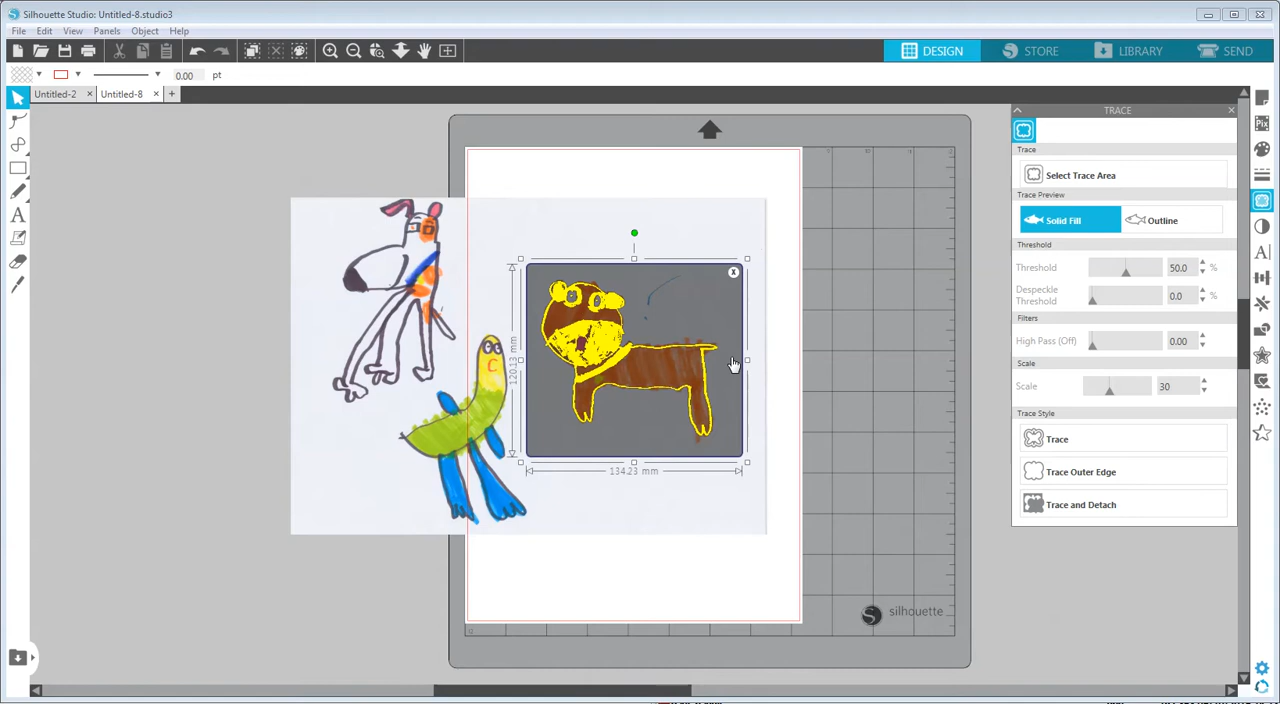 Silhouette Studio: Untitled-8.studio3
File Edit View Panels Object Help
DESIGN STORE LIBRARY SEND
0.00 pt
Untitled-2 × Untitled-8 × +
TRACE
Trace
Select Trace Area
Trace Preview
Solid Fill Outline
Threshold
Threshold 50.0 %
Despeckle Threshold 0.0 %
Filters
High Pass (Off) 0.00
Scale
Scale 30
Trace Style
Trace
Trace Outer Edge
Trace and Detach
X
C
120.13 mm
134.23 mm
silhouette